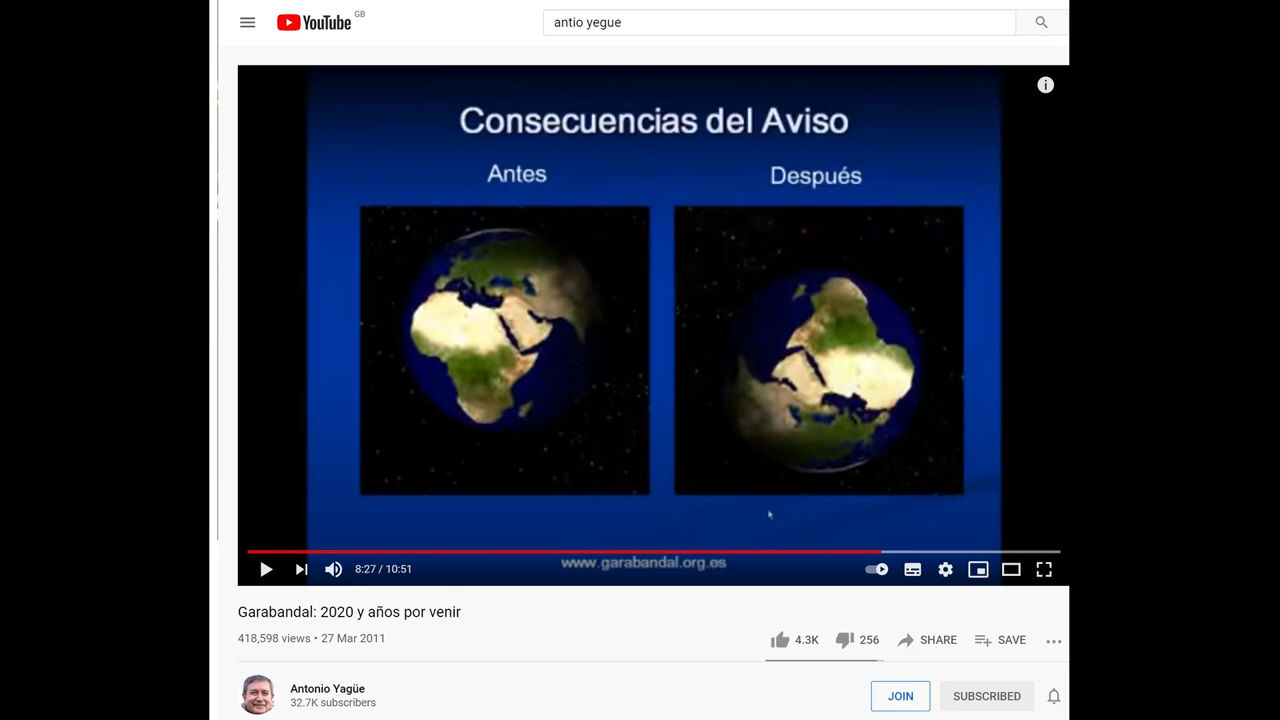 YouTube GB
antio yegue
Consecuencias del Aviso
Antes
Después
www.garabandal.org.es
8:27 / 10:51
Garabandal: 2020 y años por venir
418,598 views • 27 Mar 2011
4.3K
256
SHARE
SAVE
Antonio Yagüe
32.7K subscribers
JOIN
SUBSCRIBED